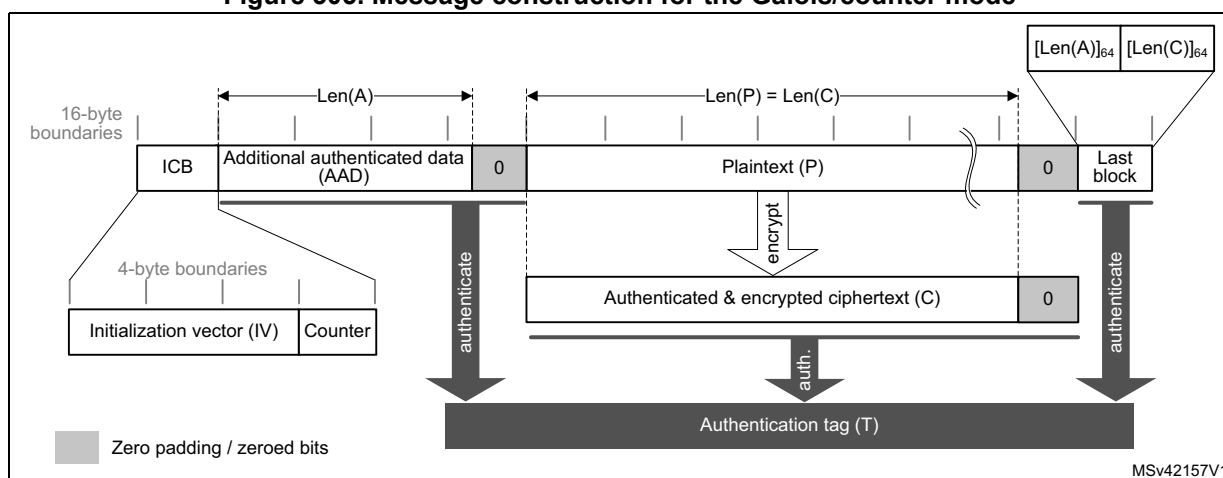 Figure 306. Message construction for the Galois/counter mode
[Len(A)]64 [Len(C)]64
Len(A)
Len(P) = Len(C)
16-byte
boundaries
ICB
Additional authenticated data
(AAD)
0
Plaintext (P)
0
Last
block
encrypt
4-byte boundaries
Initialization vector (IV)
Counter
Authenticated & encrypted ciphertext (C)
0
authenticate
auth.
authenticate
Authentication tag (T)
Zero padding / zeroed bits
MSv42157V1